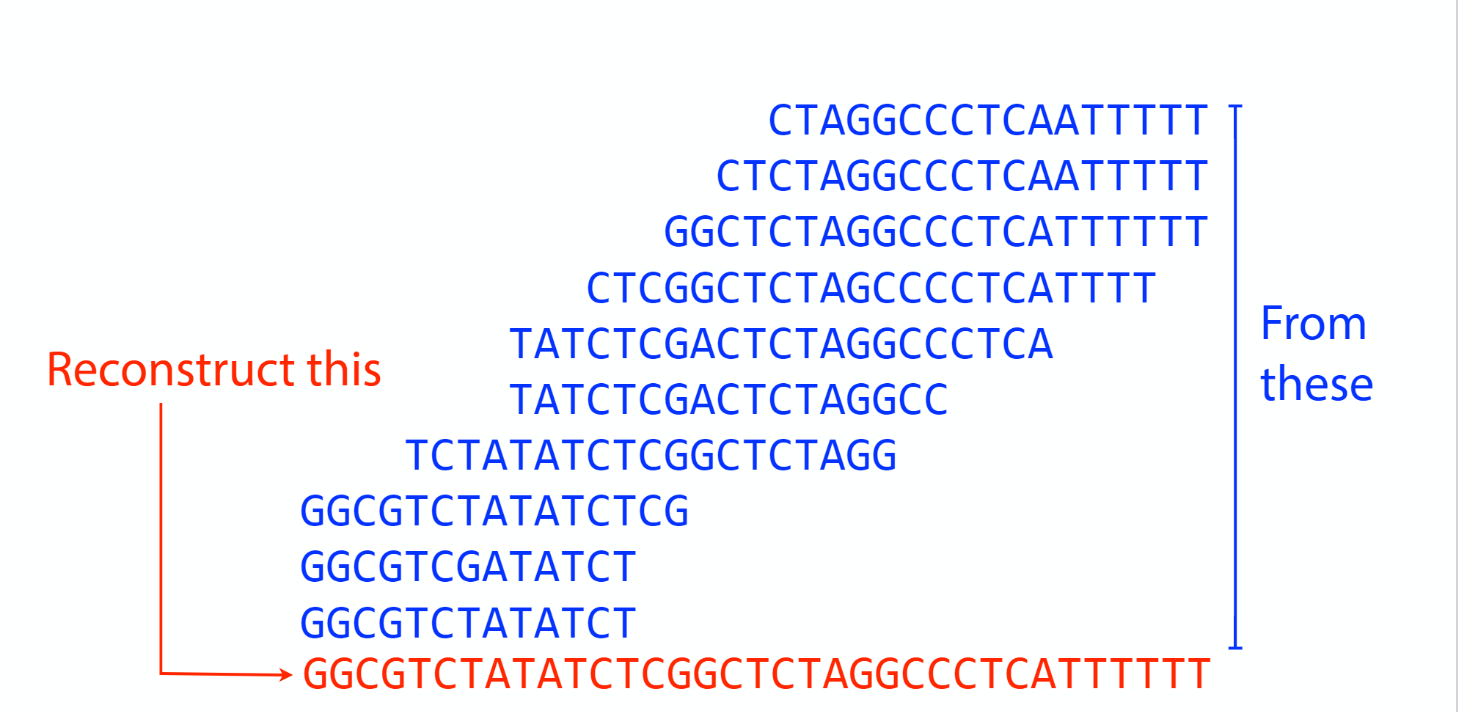 CTAGGCCCTCAATTTTT
CTCTAGGCCCTCAATTTTT
GGCTCTAGGCCCTCATTTTTT
CTCGGCTCTAGCCCCTCATTTT
TATCTCGACTCTAGGCCCTCA
TATCTCGACTCTAGGCC
TCTATATCTCGGCTCTAGG
GGCGTCTATATCTCG
GGCGTCGATATCT
GGCGTCTATATCT
GGCGTCTATATCTCGGCTCTAGGCCCTCATTTTTT
Reconstruct this
From
these